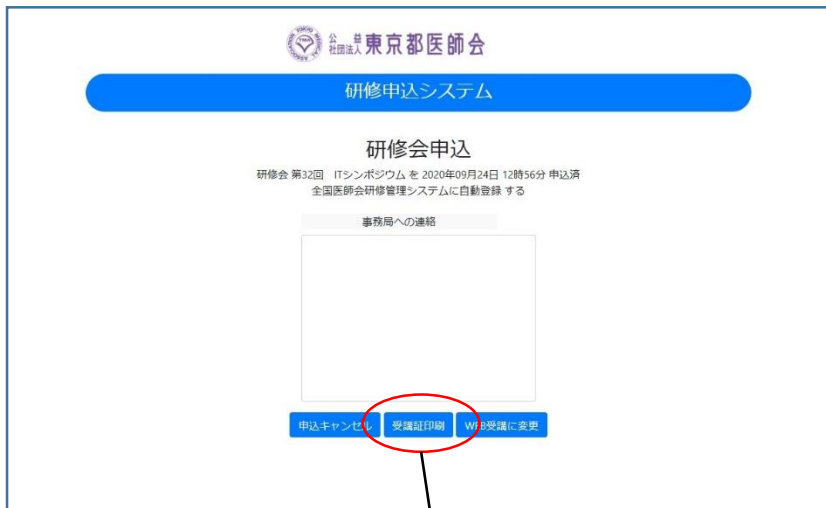 公益社団法人東京都医師会
研修申込システム
研修会申込
研修会 第32回 ITシンポジウム を 2020年09月24日 12時56分 申込済
全国医師会研修管理システムに自動登録 する
事務局への連絡
申込キャンセル 受講証印刷 WEB受講に変更